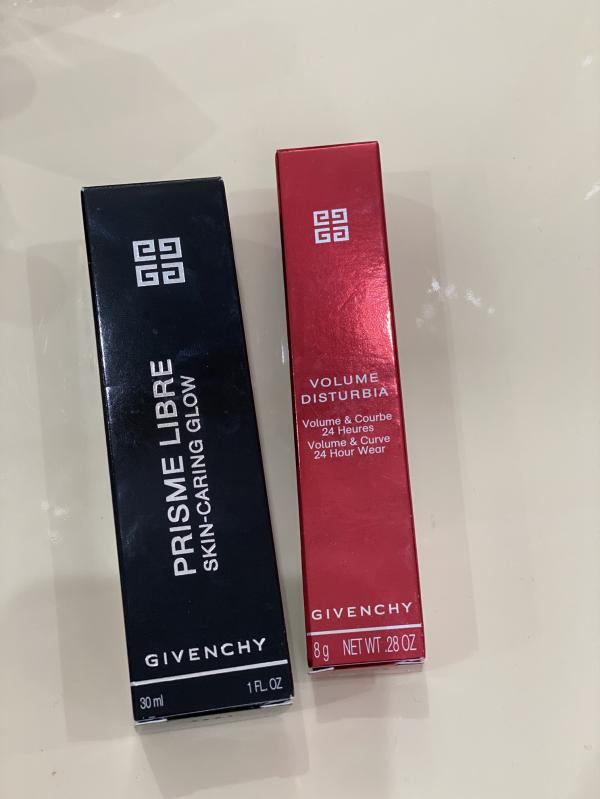 PRISME LIBRE
SKIN-CARING GLOW
GIVENCHY
30 ml 1 FL. OZ
VOLUME
DISTURBIA
Volume & Courbe
24 Heures
Volume & Curve
24 Hour Wear
GIVENCHY
8 g NET WT .28 OZ